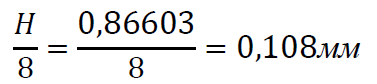 H/8 = 0,86603/8 = 0,108мм